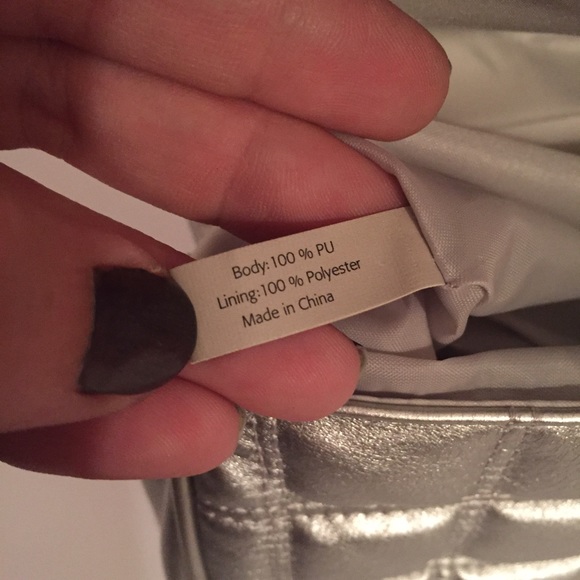 Body:100 % PU
Lining:100 % Polyester
Made in China